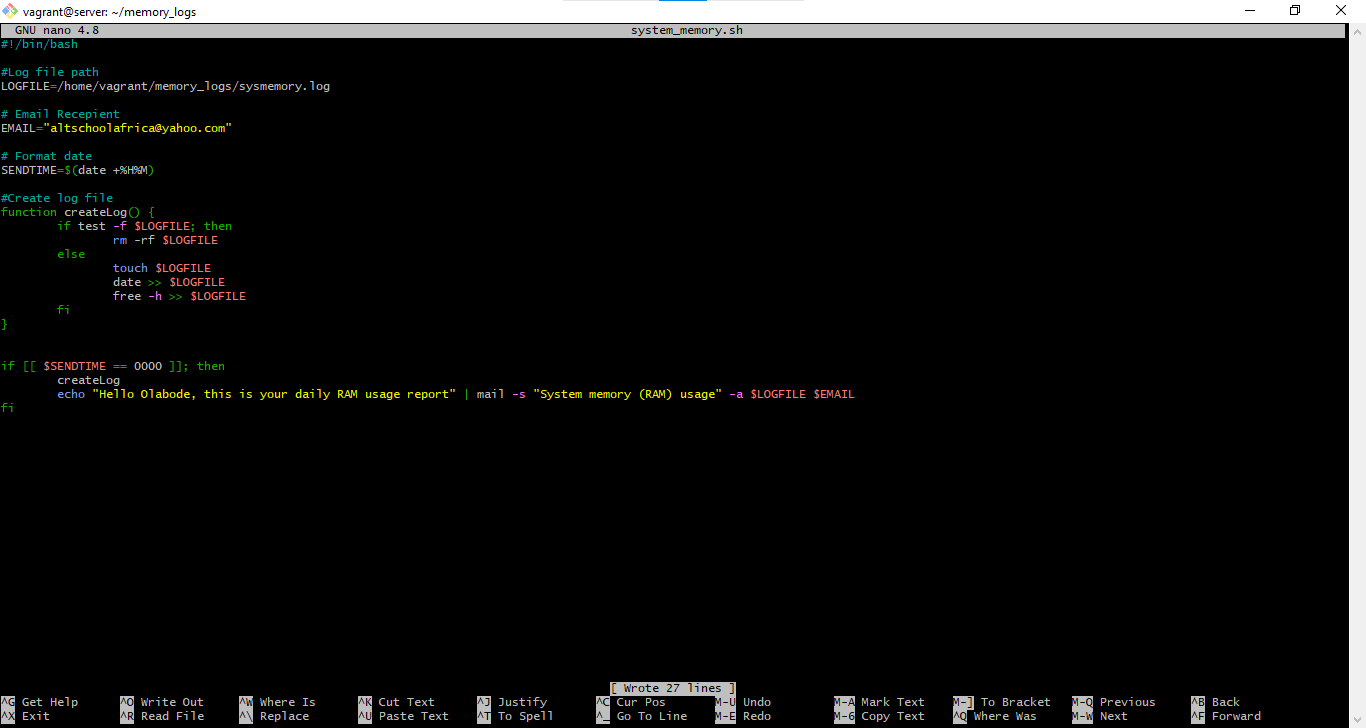 vagrant@server: ~/memory_logs
GNU nano 4.8 system_memory.sh
#!/bin/bash
#Log file path
LOGFILE=/home/vagrant/memory_logs/sysmemory.log
# Email Recepient
EMAIL="altschoolafrica@yahoo.com"
# Format date
SENDTIME=$(date +%H%M)
#Create log file
function createLog() {
if test -f $LOGFILE; then
rm -rf $LOGFILE
else
touch $LOGFILE
date >> $LOGFILE
free -h >> $LOGFILE
fi
}
if [[ $SENDTIME == 0000 ]]; then
createLog
echo "Hello Olabode, this is your daily RAM usage report" | mail -s "System memory (RAM) usage" -a $LOGFILE $EMAIL
fi
[ Wrote 27 lines ]
^G Get Help ^O Write Out ^W Where Is ^K Cut Text ^J Justify ^C Cur Pos M-U Undo M-A Mark Text M-] To Bracket M-Q Previous ^B Back
^X Exit ^R Read File ^\ Replace ^U Paste Text ^T To Spell ^_ Go To Line M-E Redo M-6 Copy Text ^Q Where Was M-W Next ^F Forward